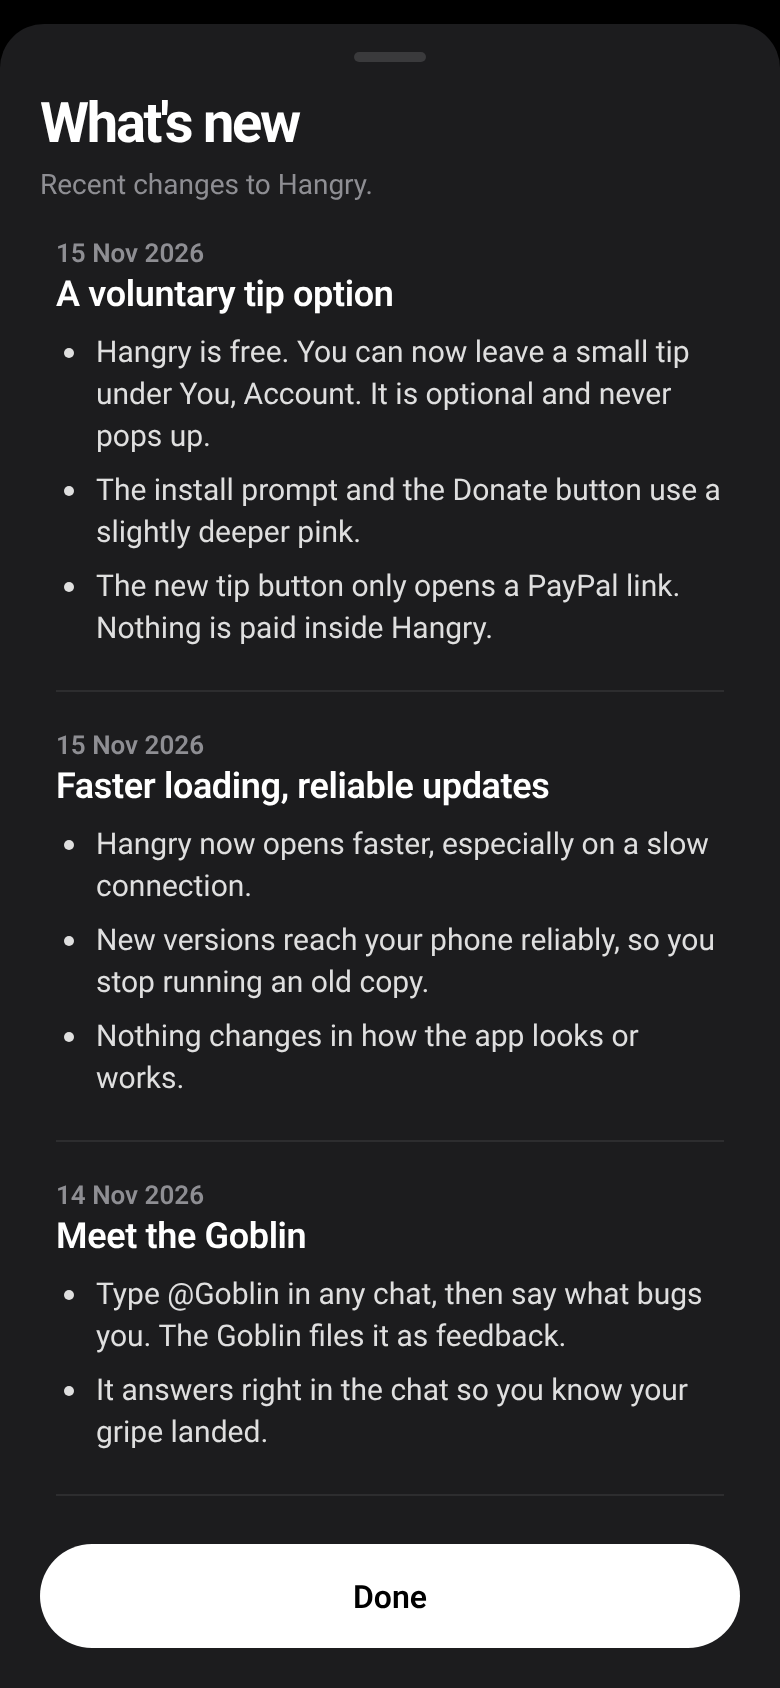 What's new
Recent changes to Hangry.
15 Nov 2026
A voluntary tip option
• Hangry is free. You can now leave a small tip
under You, Account. It is optional and never
pops up.
• The install prompt and the Donate button use a
slightly deeper pink.
• The new tip button only opens a PayPal link.
Nothing is paid inside Hangry.
15 Nov 2026
Faster loading, reliable updates
• Hangry now opens faster, especially on a slow
connection.
• New versions reach your phone reliably, so you
stop running an old copy.
• Nothing changes in how the app looks or
works.
14 Nov 2026
Meet the Goblin
• Type @Goblin in any chat, then say what bugs
you. The Goblin files it as feedback.
• It answers right in the chat so you know your
gripe landed.
Done